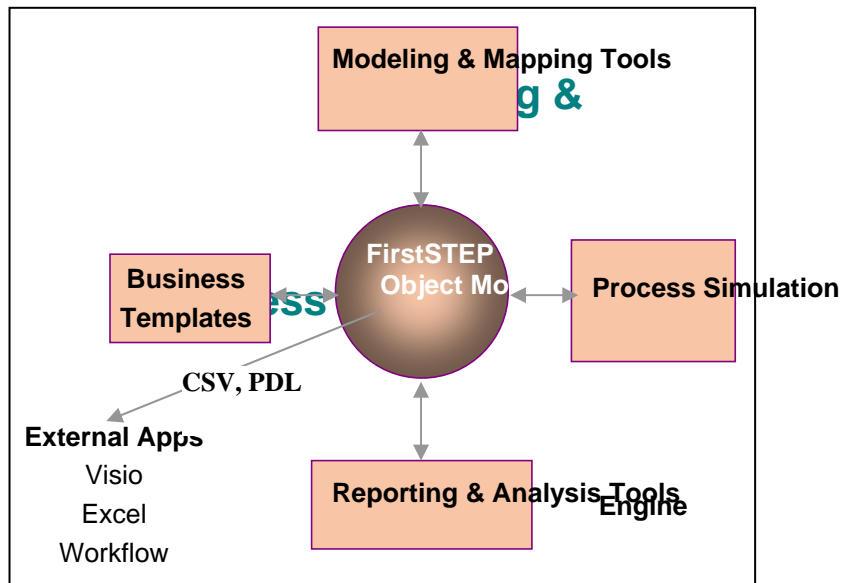 Modeling & Mapping Tools
g &
FirstSTEP
Object Mo
Business
Templates
ess
Process Simulation
CSV, PDL
External Apps
Visio
Excel
Workflow
Reporting & Analysis Tools
Engine